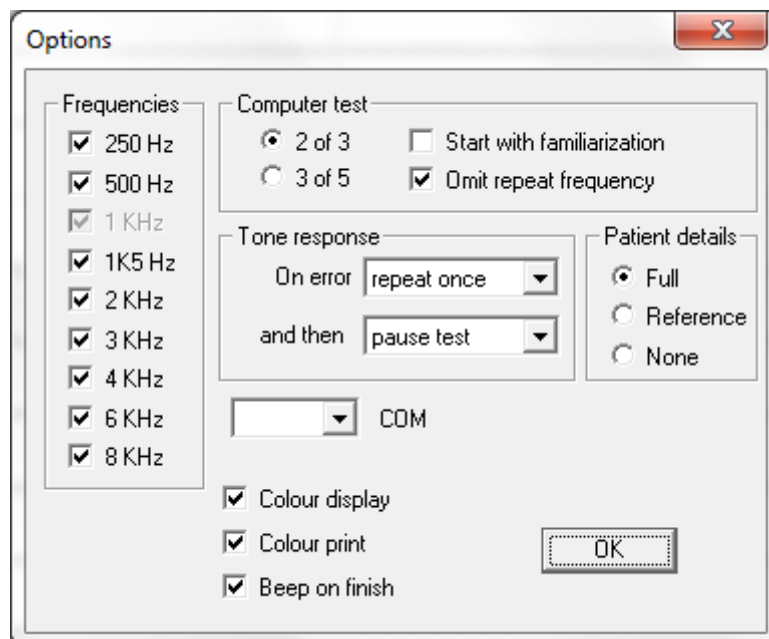 Options
Frequencies
250 Hz
500 Hz
1 KHz
1K5 Hz
2 KHz
3 KHz
4 KHz
6 KHz
8 KHz
Computer test
2 of 3
Start with familiarization
3 of 5
Omit repeat frequency
Tone response
On error repeat once
and then pause test
Patient details
Full
Reference
None
COM
Colour display
Colour print
Beep on finish
OK